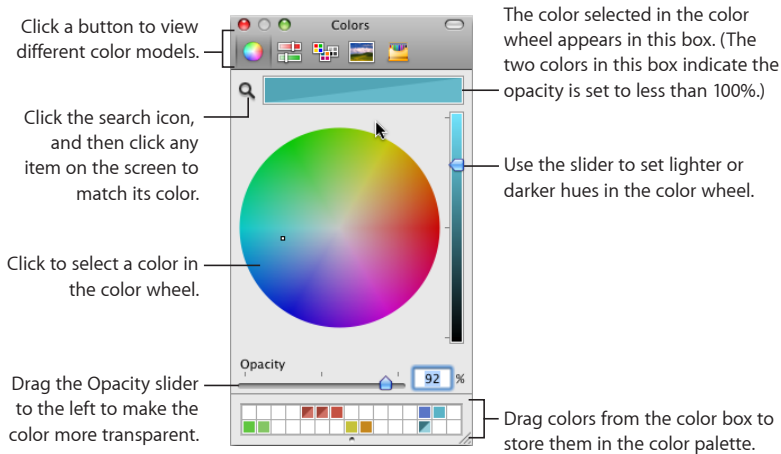 Click a button to view
different color models.
Click the search icon,
and then click any
item on the screen to
match its color.
Click to select a color in
the color wheel.
Drag the Opacity slider
to the left to make the
color more transparent.
Colors
Opacity
92 %
The color selected in the color
wheel appears in this box. (The
two colors in this box indicate the
opacity is set to less than 100%.)
Use the slider to set lighter or
darker hues in the color wheel.
Drag colors from the color box to
store them in the color palette.